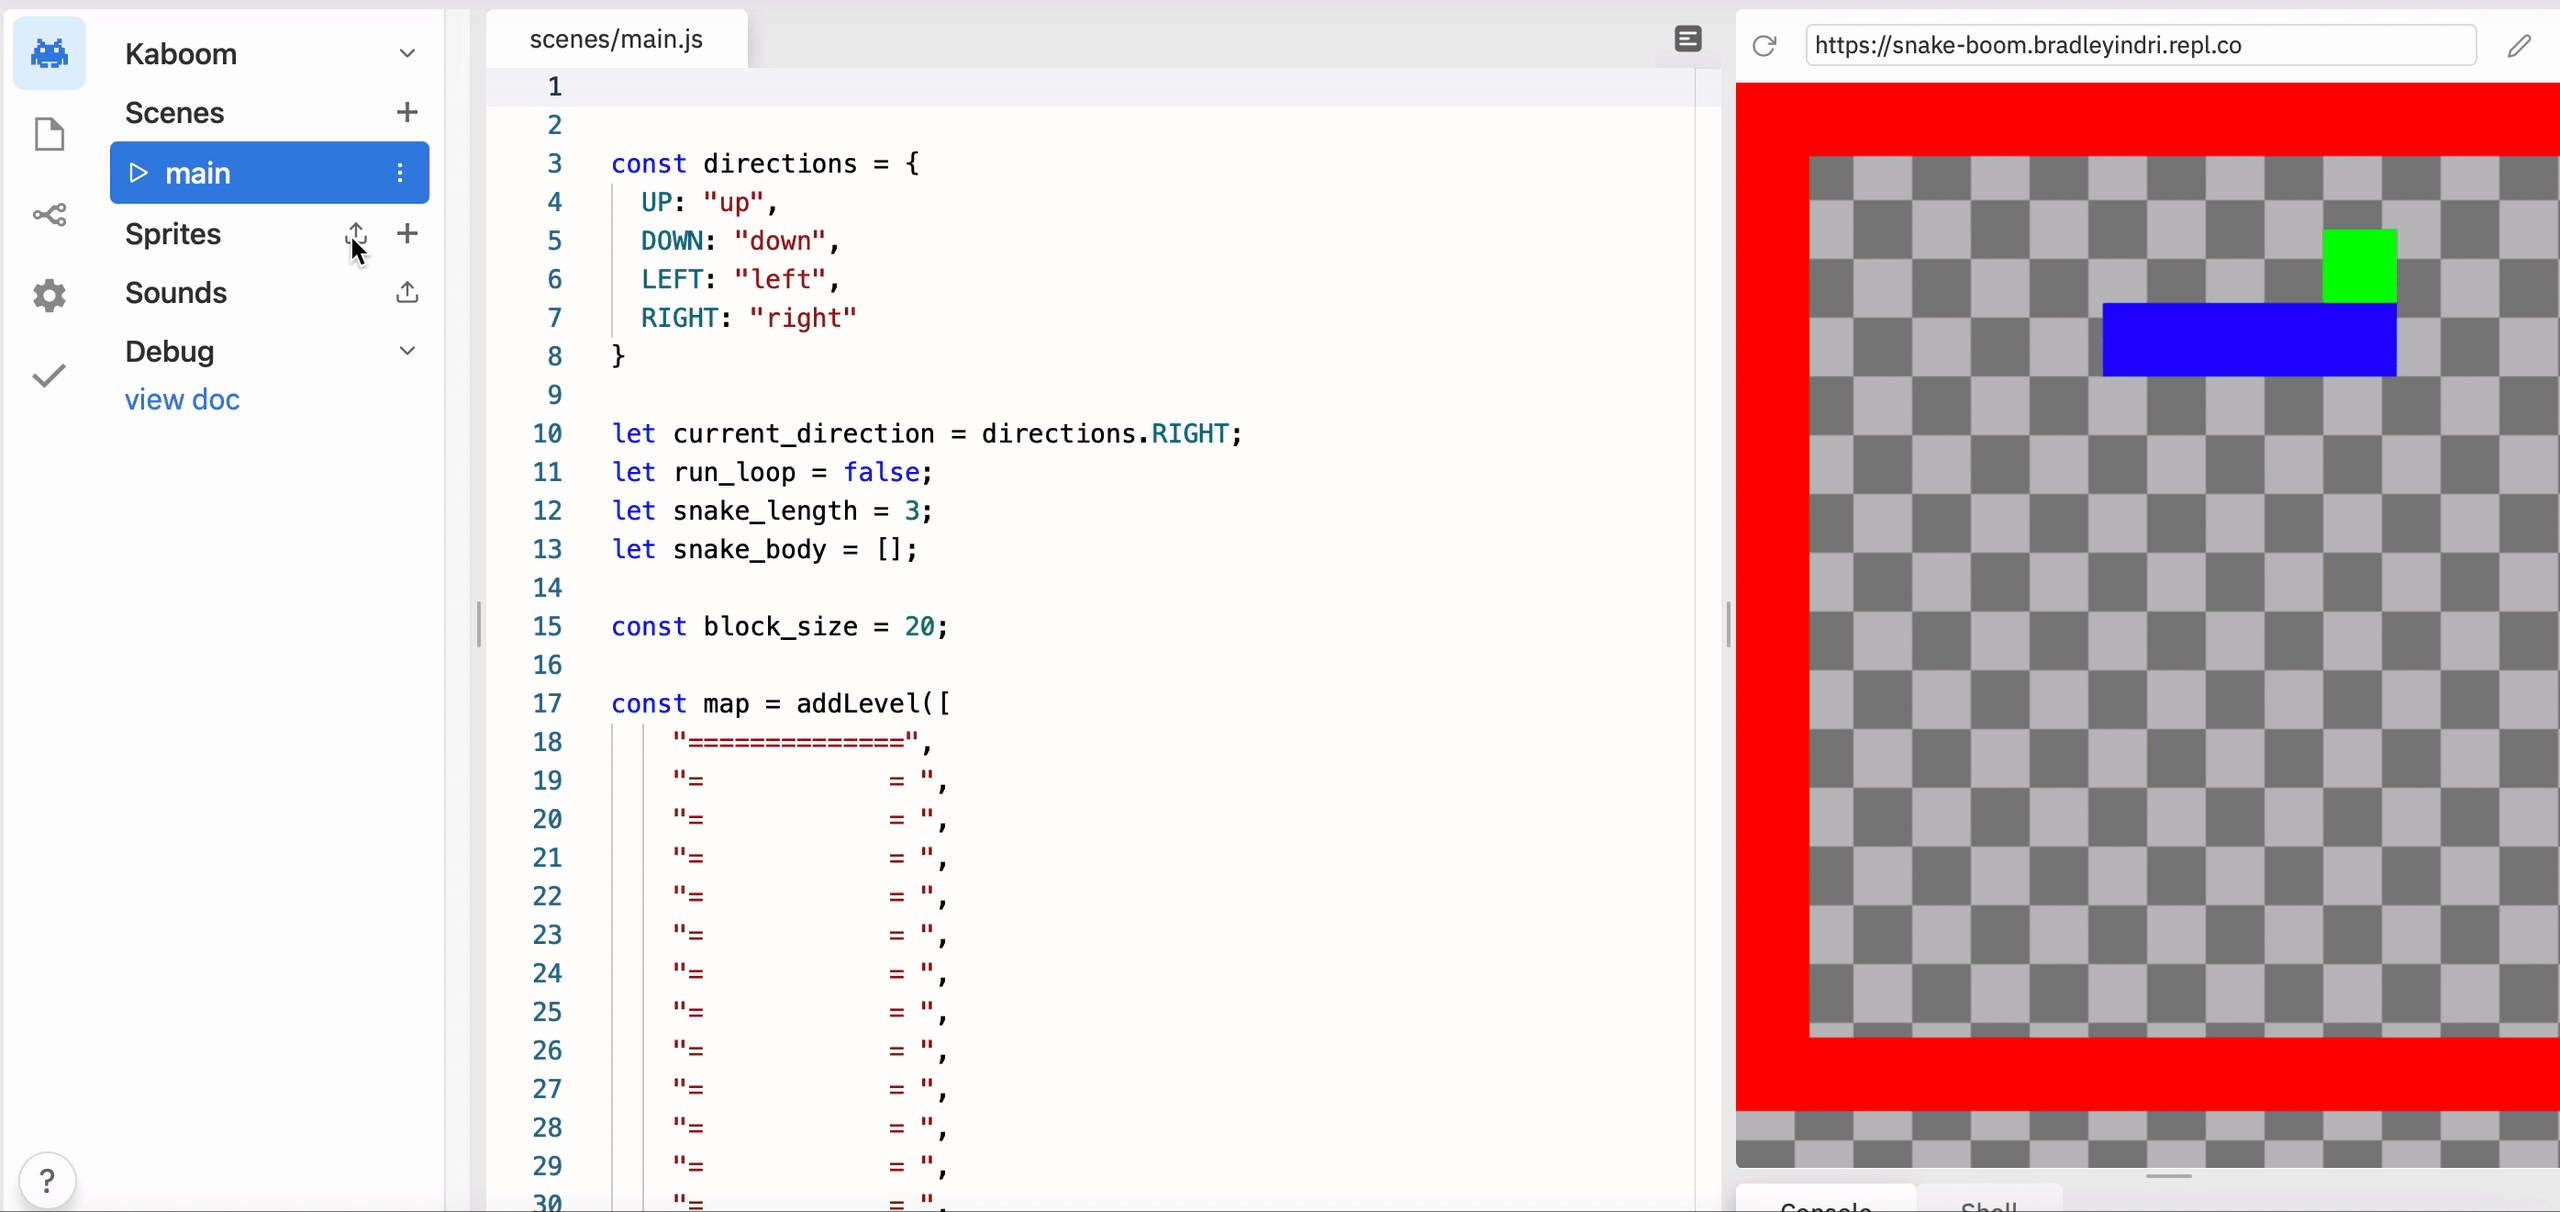 Kaboom
Scenes
main
Sprites
Sounds
Debug
view doc
?
scenes/main.js
1
2
3 const directions = {
4 UP: "up",
5 DOWN: "down",
6 LEFT: "left",
7 RIGHT: "right"
8 }
9
10 let current_direction = directions.RIGHT;
11 let run_loop = false;
12 let snake_length = 3;
13 let snake_body = [];
14
15 const block_size = 20;
16
17 const map = addLevel([
18 "==============",
19 "=            = ",
20 "=            = ",
21 "=            = ",
22 "=            = ",
23 "=            = ",
24 "=            = ",
25 "=            = ",
26 "=            = ",
27 "=            = ",
28 "=            = ",
29 "=            = ",
30 "=            = ",
https://snake-boom.bradleyindri.repl.co
Console
Shell